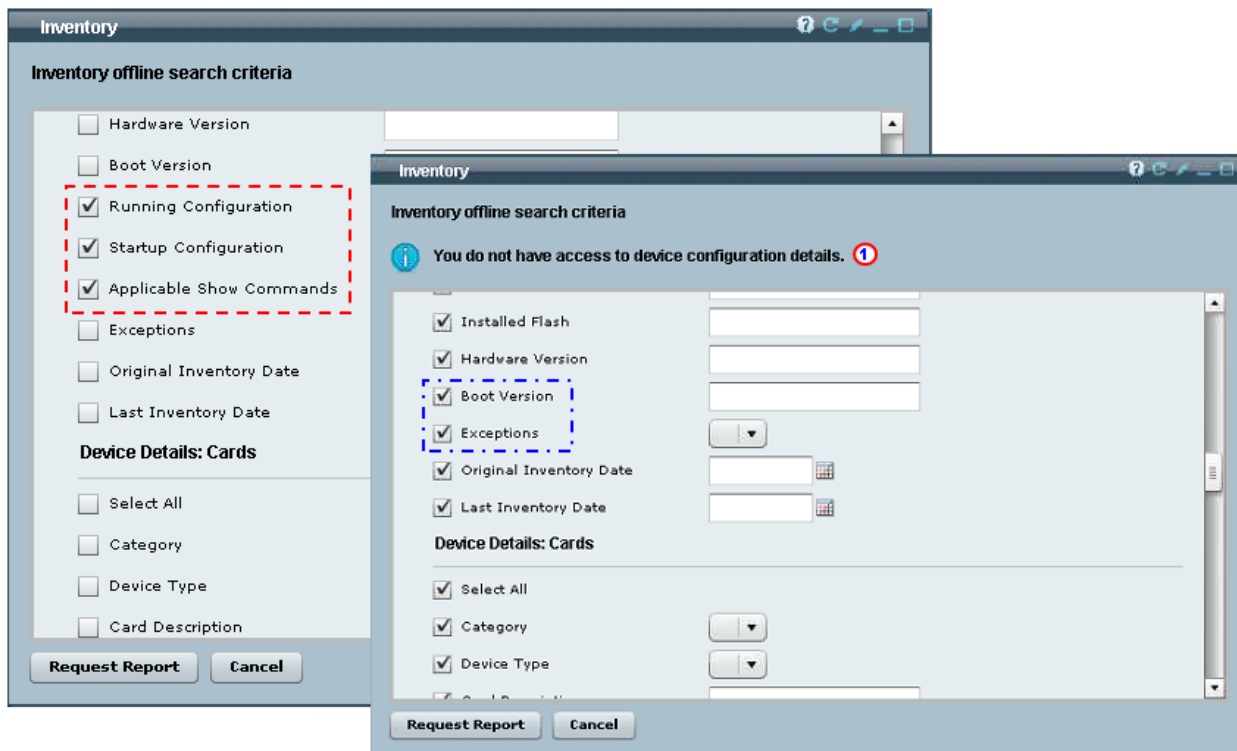 Inventory
Inventory offline search criteria
Hardware Version
Boot Version
Running Configuration
Startup Configuration
Applicable Show Commands
Exceptions
Original Inventory Date
Last Inventory Date
Device Details: Cards
Select All
Category
Device Type
Card Description
Request Report Cancel
Inventory
Inventory offline search criteria
You do not have access to device configuration details. 1
Installed Flash
Hardware Version
Boot Version
Exceptions
Original Inventory Date
Last Inventory Date
Device Details: Cards
Select All
Category
Device Type
Request Report Cancel